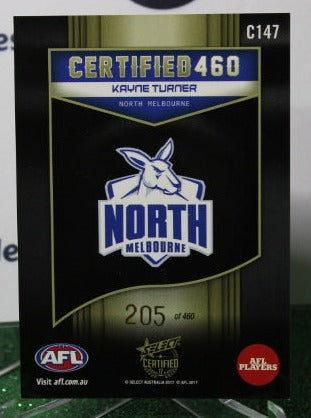 C147
CERTIFIED460
KAYNE TURNER
NORTH MELBOURNE
NORTH
MELBOURNE
205 of 460
AFL
Visit afl.com.au
SELECT
CERTIFIED
AFL
PLAYERS
© SELECT AUSTRALIA 2017 © AFL 2017